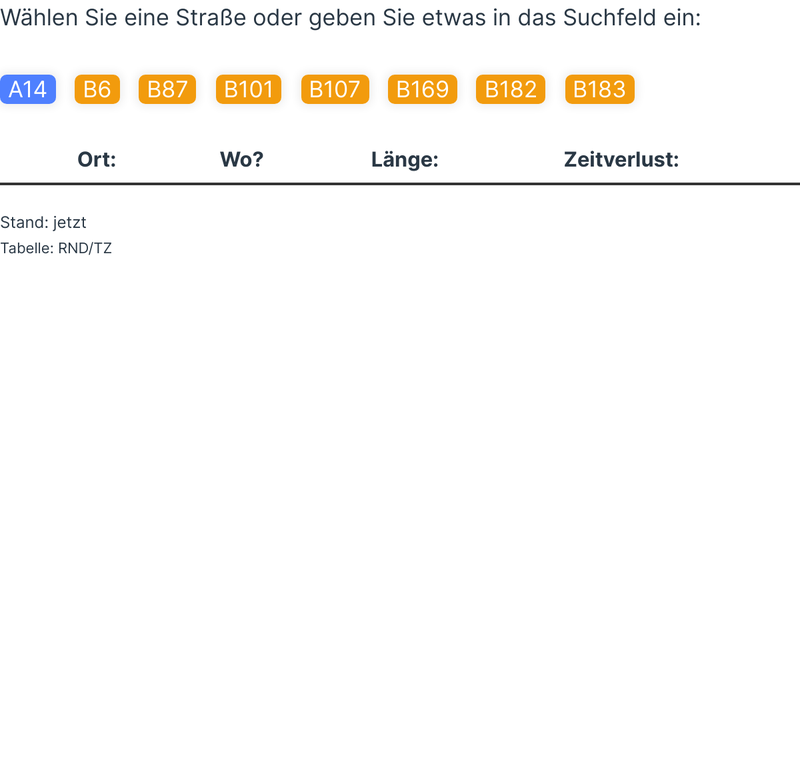 Wählen Sie eine Straße oder geben Sie etwas in das Suchfeld ein:
A14 B6 B87 B101 B107 B169 B182 B183
Ort: Wo? Länge: Zeitverlust:
Stand: jetzt
Tabelle: RND/TZ